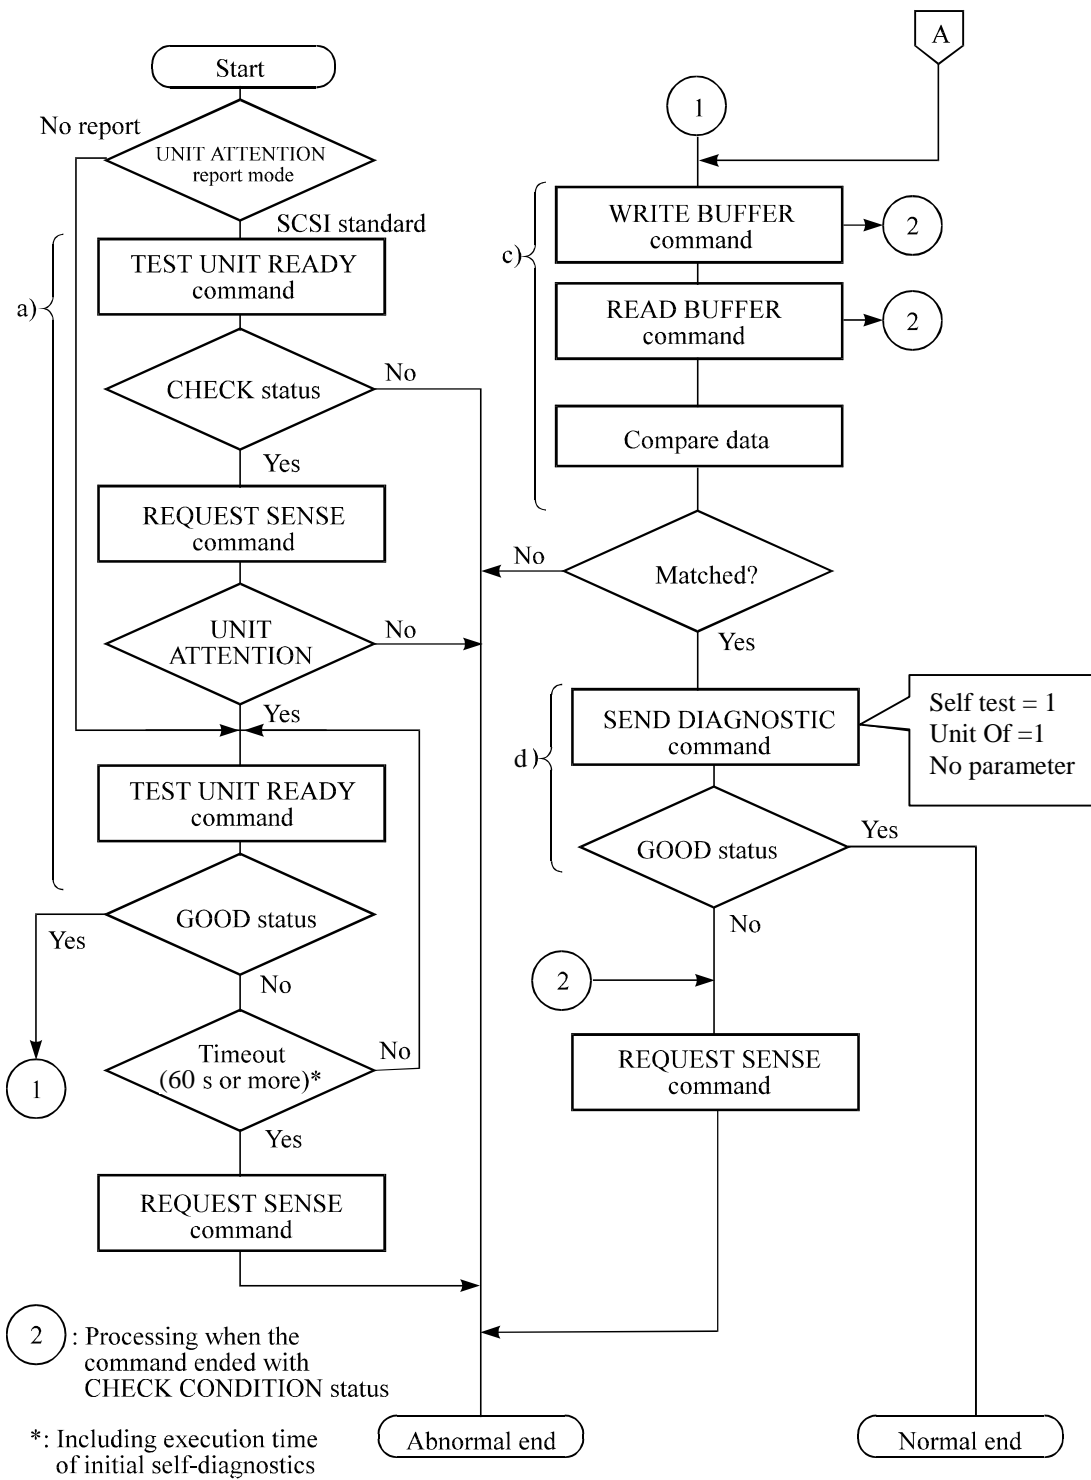 Start
No report
UNIT ATTENTION
report mode
SCSI standard
a)
TEST UNIT READY
command
CHECK status
No
Yes
REQUEST SENSE
command
UNIT
ATTENTION
No
Yes
TEST UNIT READY
command
GOOD status
Yes
No
1
Timeout
(60 s or more)*
No
Yes
REQUEST SENSE
command
2
: Processing when the
command ended with
CHECK CONDITION status
*: Including execution time
of initial self-diagnostics
A
1
c)
WRITE BUFFER
command
2
READ BUFFER
command
2
Compare data
No
Matched?
Yes
d)
SEND DIAGNOSTIC
command
Self test = 1
Unit Of =1
No parameter
GOOD status
Yes
No
2
REQUEST SENSE
command
Abnormal end
Normal end